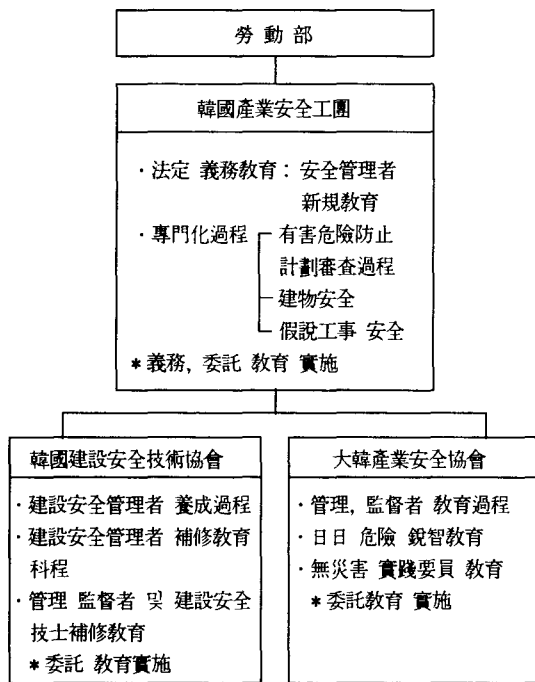 勞動部
韓國產業安全工團
· 法定 義務敎育 : 安全管理者
新規敎育
· 專門化過程 有害危險防止
計劃審査過程
建物安全
假說工事 安全
* 義務, 委託 敎育 實施
韓國建設安全技術協會
· 建設安全管理者 養成過程
· 建設安全管理者 補修敎育
科程
· 管理 監督者 및 建設安全
技士補修敎育
* 委託 敎育實施
大韓產業安全協會
· 管理, 監督者 敎育過程
· 日日 危險 銳智敎育
· 無災害 實踐要員 敎育
* 委託敎育 實施